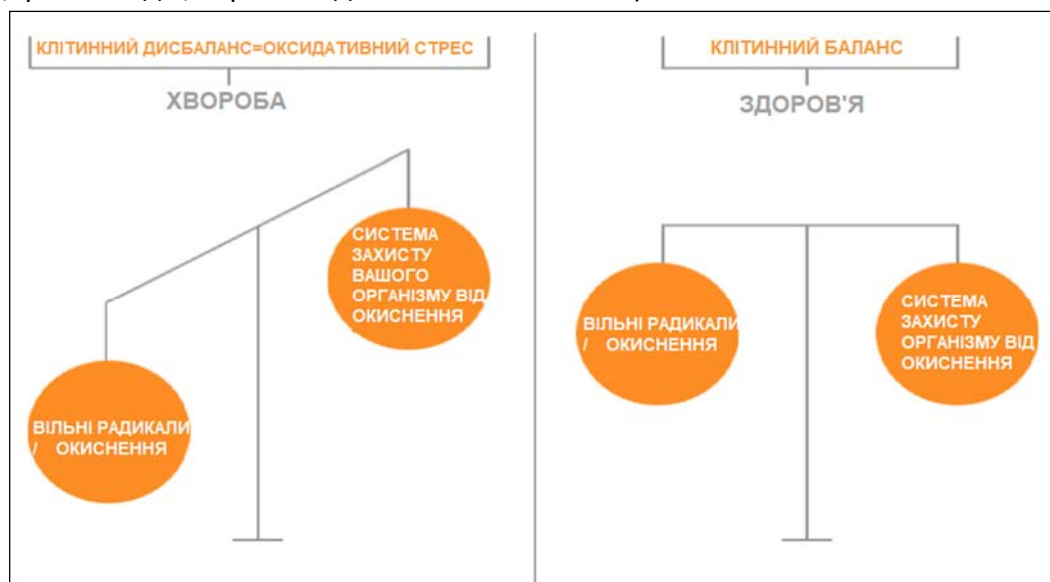 КЛІТИННИЙ ДИСБАЛАНС=ОКСИДАТИВНИЙ СТРЕС
ХВОРОБА
СИСТЕМА
ЗАХИСТУ
ВАШОГО
ОРГАНІЗМУ ВІД
ОКИСНЕННЯ
ВІЛЬНІ РАДИКАЛИ
/ ОКИСНЕННЯ
КЛІТИННИЙ БАЛАНС
ЗДОРОВ'Я
ВІЛЬНІ РАДИКАЛИ
/ ОКИСНЕННЯ
СИСТЕМА
ЗАХИСТУ
ОРГАНІЗМУ ВІД
ОКИСНЕННЯ